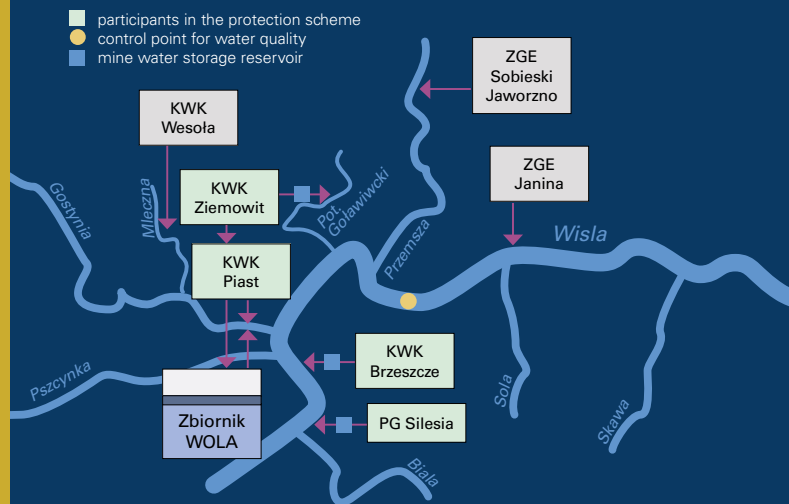 participants in the protection scheme
control point for water quality
mine water storage reservoir
KWK
Wesoła
ZGE
Sobieski
Jaworzno
KWK
Ziemowit
ZGE
Janina
Gostynia
Mleczna
Pot.
Goławiwcki
Przemsza
Wisla
KWK
Piast
KWK
Brzeszcze
Pszcynka
Zbiornik
WOLA
PG Silesia
Sola
Skawa
Biala